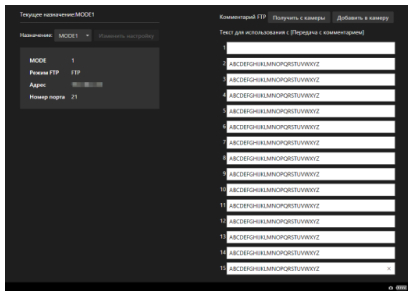 Текущее назначение:MODE1
Назначение: MODE1 Изменить настройку
MODE 1
Режим FTP FTP
Адрес
Номер порта 21
Комментарий FTP Получить с камеры Добавить в камеру
Текст для использования с [Передача с комментарием]
1
2 ABCDEFGHIJKLMNOPQRSTUVWXYZ
3 ABCDEFGHIJKLMNOPQRSTUVWXYZ
4 ABCDEFGHIJKLMNOPQRSTUVWXYZ
5 ABCDEFGHIJKLMNOPQRSTUVWXYZ
6 ABCDEFGHIJKLMNOPQRSTUVWXYZ
7 ABCDEFGHIJKLMNOPQRSTUVWXYZ
8 ABCDEFGHIJKLMNOPQRSTUVWXYZ
9 ABCDEFGHIJKLMNOPQRSTUVWXYZ
10 ABCDEFGHIJKLMNOPQRSTUVWXYZ
11 ABCDEFGHIJKLMNOPQRSTUVWXYZ
12 ABCDEFGHIJKLMNOPQRSTUVWXYZ
13 ABCDEFGHIJKLMNOPQRSTUVWXYZ
14 ABCDEFGHIJKLMNOPQRSTUVWXYZ
15 ABCDEFGHIJKLMNOPQRSTUVWXYZ ×